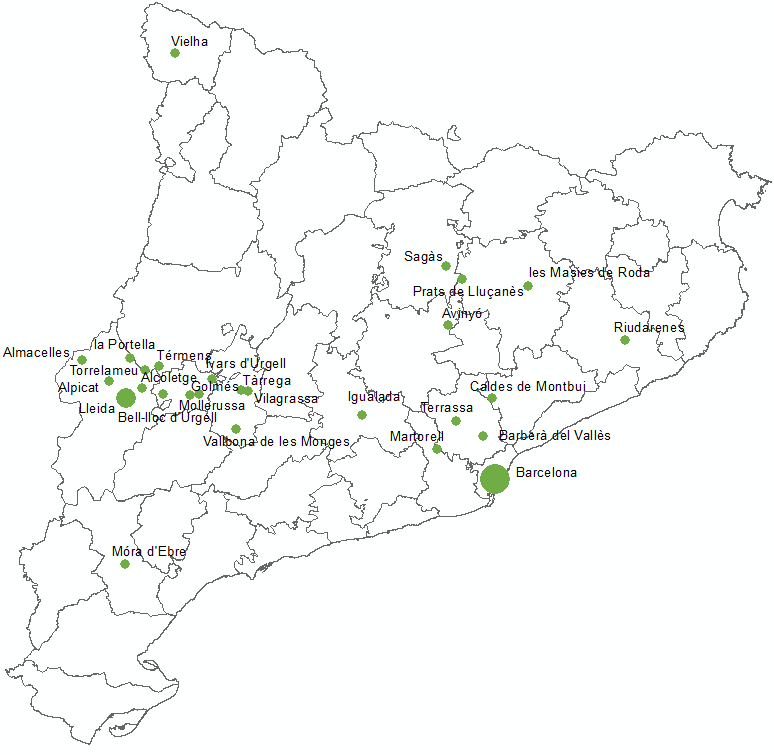 Vielha
Sagàs
les Masies de Roda
Prats de Lluçanès
Avinyó
Riudarenes
la Portella
Almacelles
Térmens
Ivars d'Urgell
Torrelameu
Alcoletge
Tàrrega
Alpicat
Golmés
Caldes de Montbui
Igualada
Vilagrassa
Lleida
Mollerussa
Terrassa
Bell-lloc d'Urgell
Martorell
Barberà del Vallès
Vallbona de les Monges
Barcelona
Móra d'Ebre